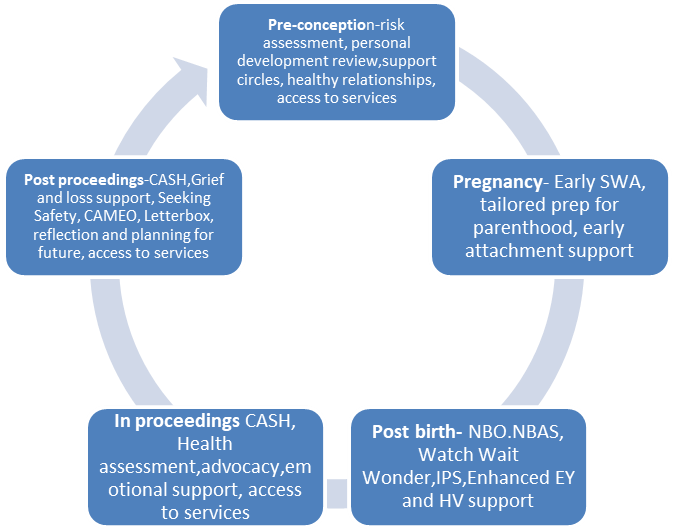 Pre-conception-risk
assessment, personal
development review,support
circles, healthy relationships,
access to services
Pregnancy- Early SWA,
tailored prep for
parenthood, early
attachment support
Post birth- NBO.NBAS,
Watch Wait
Wonder,IPS,Enhanced EY
and HV support
In proceedings CASH,
Health
assessment,advocacy,em
otional support, access
to services
Post proceedings-CASH,Grief
and loss support, Seeking
Safety, CAMEO, Letterbox,
reflection and planning for
future, access to services